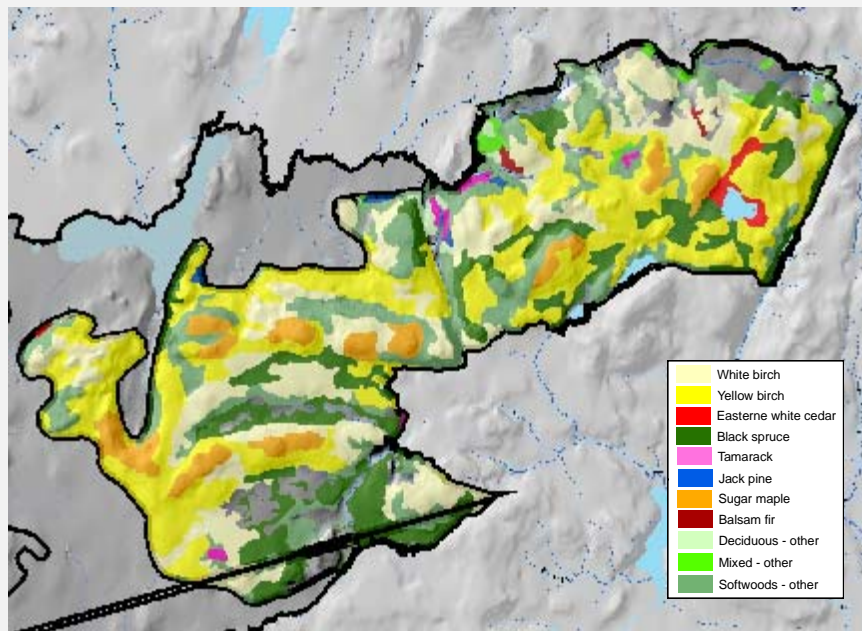 White birch
Yellow birch
Easterne white cedar
Black spruce
Tamarack
Jack pine
Sugar maple
Balsam fir
Deciduous - other
Mixed - other
Softwoods - other